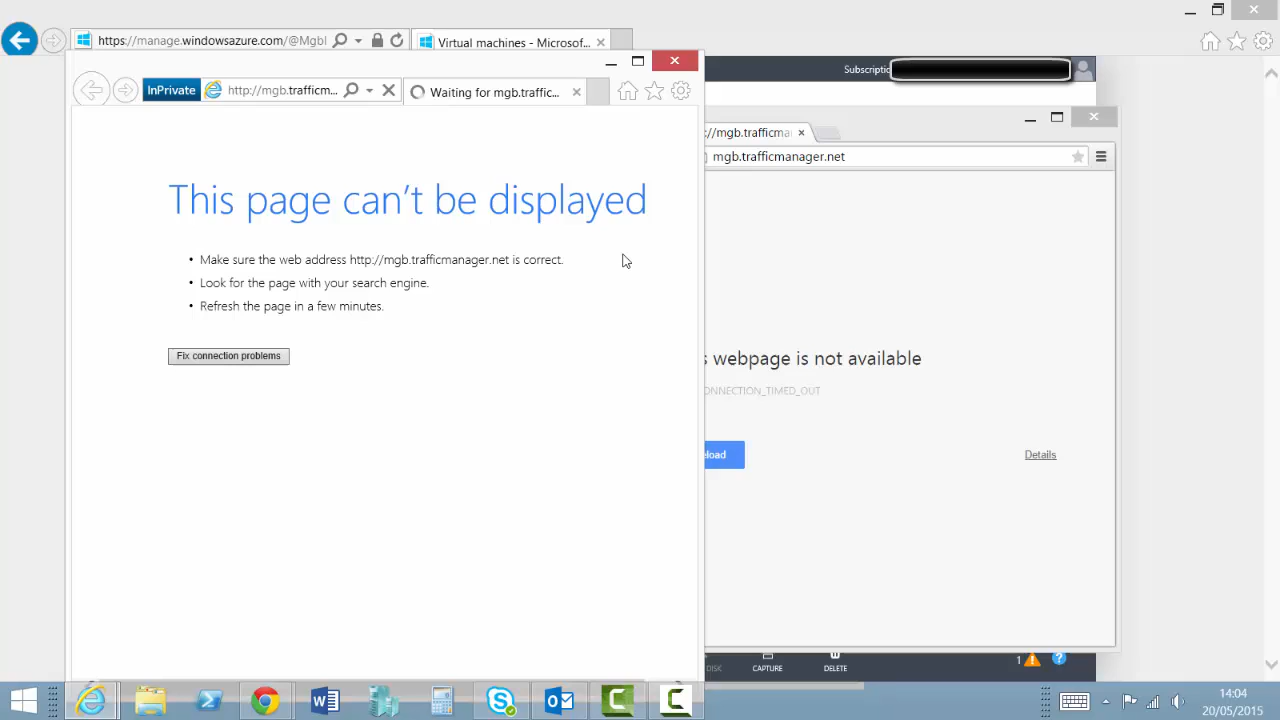 https://manage.windowsazure.com/@Mgbl
Virtual machines - Microsof...
Subscriptic
InPrivate
http://mgb.trafficm...
Waiting for mgb.traffic...
://mgb.trafficma
mgb.trafficmanager.net
This page can't be displayed
• Make sure the web address http://mgb.trafficmanager.net is correct.
• Look for the page with your search engine.
• Refresh the page in a few minutes.
Fix connection problems
s webpage is not available
ONNECTION_TIMED_OUT
load
Details
DISK
CAPTURE
DELETE
1
14:04
20/05/2015